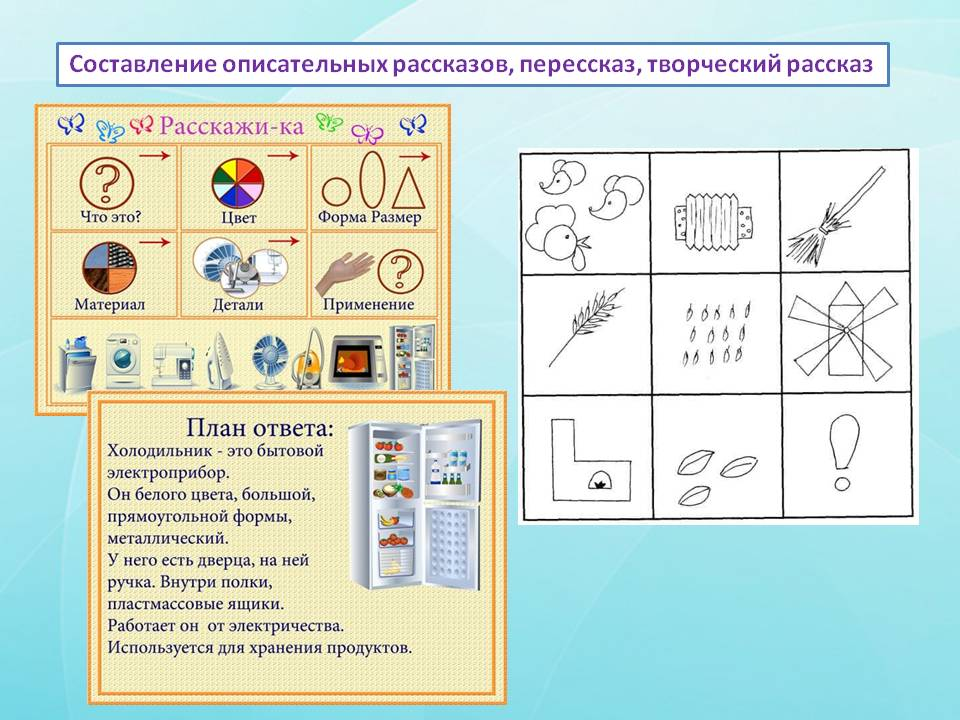 Составление описательных рассказов, перессказ, творческий рассказ
Расскажи-ка
Что это?
Цвет
Форма Размер
Материал
Детали
Применение
План ответа:
Холодильник - это бытовой
электроприбор.
Он белого цвета, большой,
прямоугольной формы,
металлический.
У него есть дверца, на ней
ручка. Внутри полки,
пластмассовые ящики.
Работает он от электричества.
Используется для хранения продуктов.